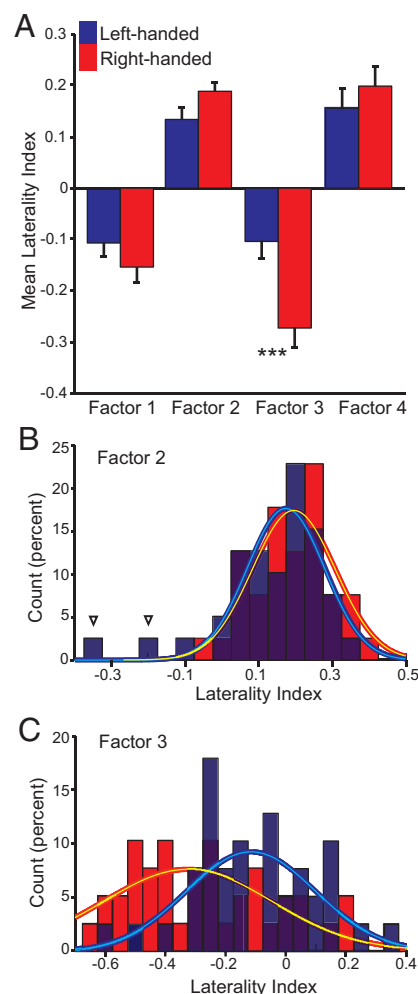 A
Left-handed
Right-handed
Mean Laterality Index
0.3
0.2
0.1
0
-0.1
-0.2
-0.3
-0.4
***
Factor 1 Factor 2 Factor 3 Factor 4
B
Factor 2
Count (percent)
25
20
15
10
5
0
-0.3 -0.1 0.1 0.3 0.5
Laterality Index
C
Factor 3
Count (percent)
20
15
10
5
0
-0.6 -0.4 -0.2 0 0.2 0.4
Laterality Index